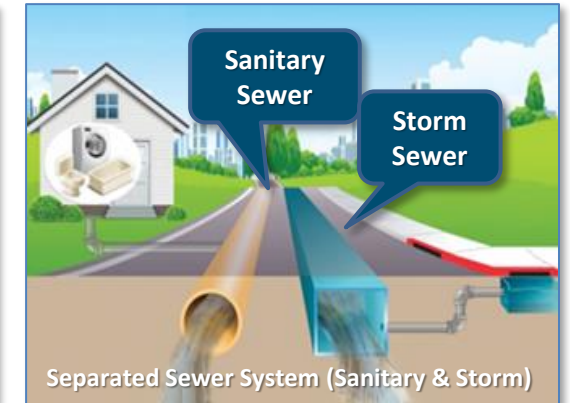 Sanitary
Sewer
Storm
Sewer
Separated Sewer System (Sanitary & Storm)